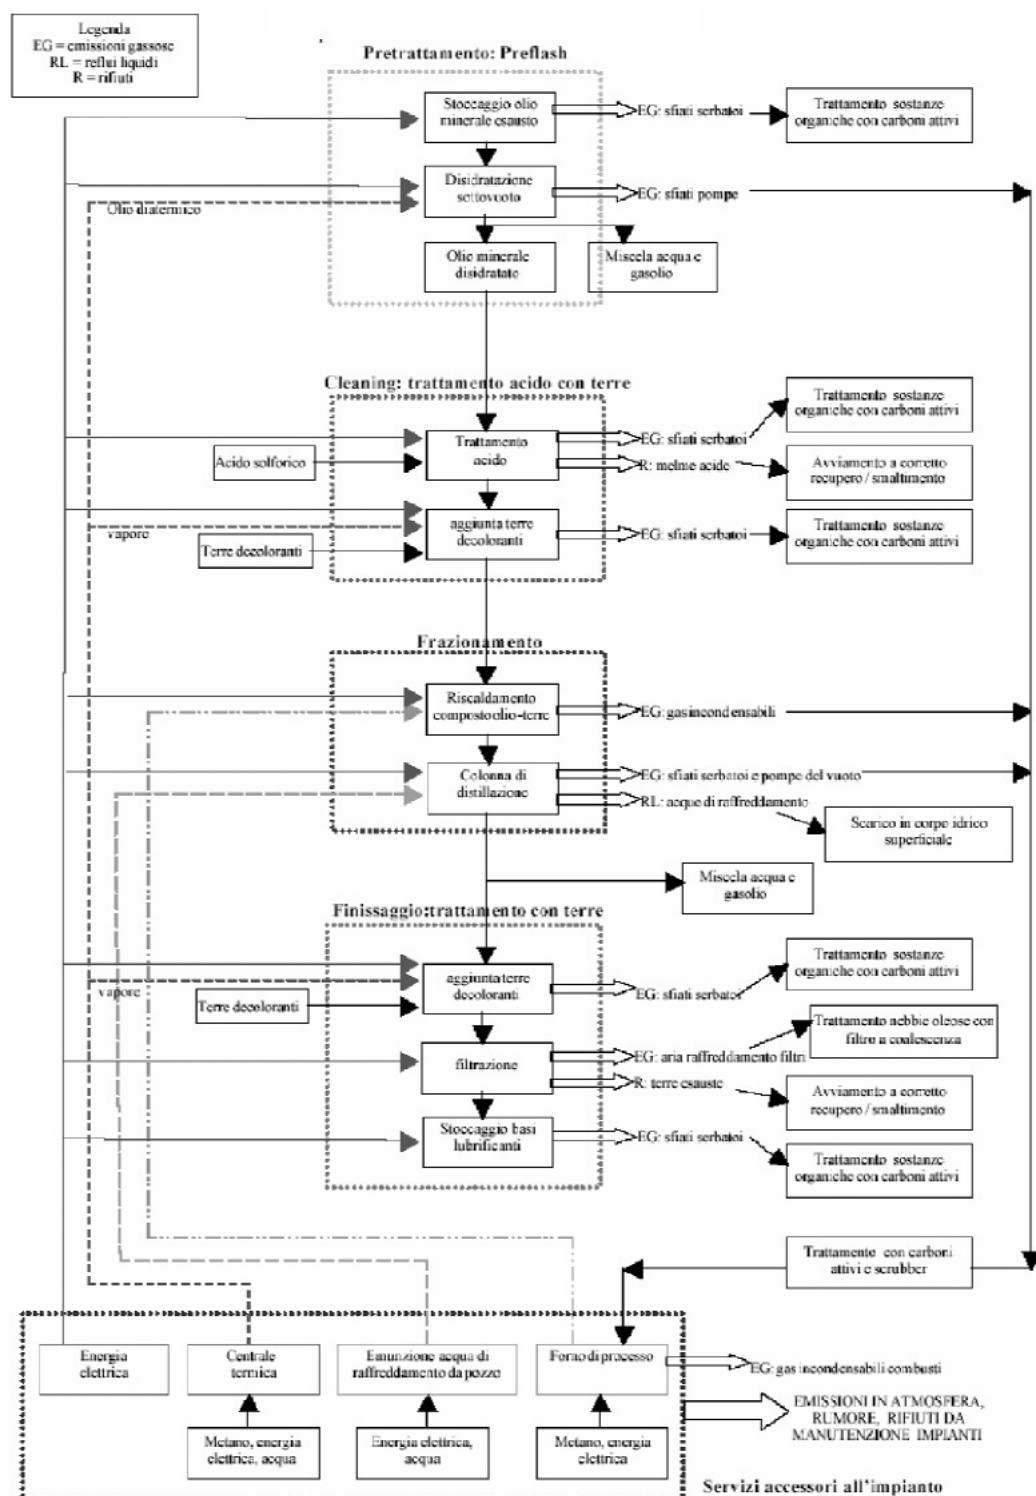 Legenda
EG = emissioni gassose
RL = reflui liquidi
R = rifiuti
Pretrattamento: Preflash
Stoccaggio olio
minerale esausto
EG: sfiati serbatoi
Trattamento sostanze
organiche con carboni attivi
Disidratazione
sottovuoto
EG: sfiati pompe
Olio diatermico
Olio minerale
disidratato
Miscela acqua e
gasolio
Cleaning: trattamento acido con terre
Trattamento sostanze
organiche con carboni attivi
Trattamento
acido
EG: sfiati serbatoi
Acido solforico
R: melme acide
Avviamento a corretto
recupero / smaltimento
vapore
aggiunta terre
decoloranti
EG: sfiati serbatoi
Trattamento sostanze
organiche con carboni attivi
Terre decoloranti
Frazionamento
Riscaldamento
composto olio-terre
EG: gas incondensabili
Colonna di
distillazione
EG: sfiati serbatoi e pompe del vuoto
RL: acque di raffreddamento
Scarico in corpo idrico
superficiale
Miscela acqua e
gasolio
Finissaggio:trattamento con terre
Trattamento sostanze
organiche con carboni attivi
aggiunta terre
decoloranti
vapore
EG: sfiati serbatoi
Terre decoloranti
Trattamento nebbie oleose con
filtro a coalescenza
filtrazione
EG: aria raffreddamento filtri
R: terre esauste
Avviamento a corretto
recupero / smaltimento
Stoccaggio basi
lubrificanti
EG: sfiati serbatoi
Trattamento sostanze
organiche con carboni attivi
Trattamento con carboni
attivi e scrubber
Energia
elettrica
Centrale
termica
Emunzione acqua di
raffreddamento da pozzo
Forno di processo
EG: gas incondensabili combusti
EMISSIONI IN ATMOSFERA,
RUMORE, RIFIUTI DA
MANUTENZIONE IMPIANTI
Metano, energia
elettrica, acqua
Energia elettrica,
acqua
Metano, energia
elettrica
Servizi accessori all'impianto